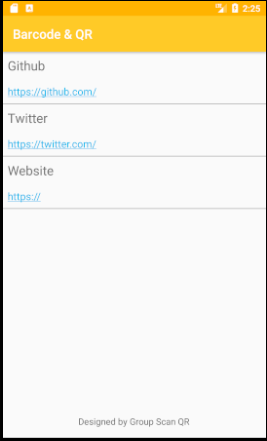 2:25
Barcode & QR
Github
https://github.com/
Twitter
https://twitter.com/
Website
https://
Designed by Group Scan QR